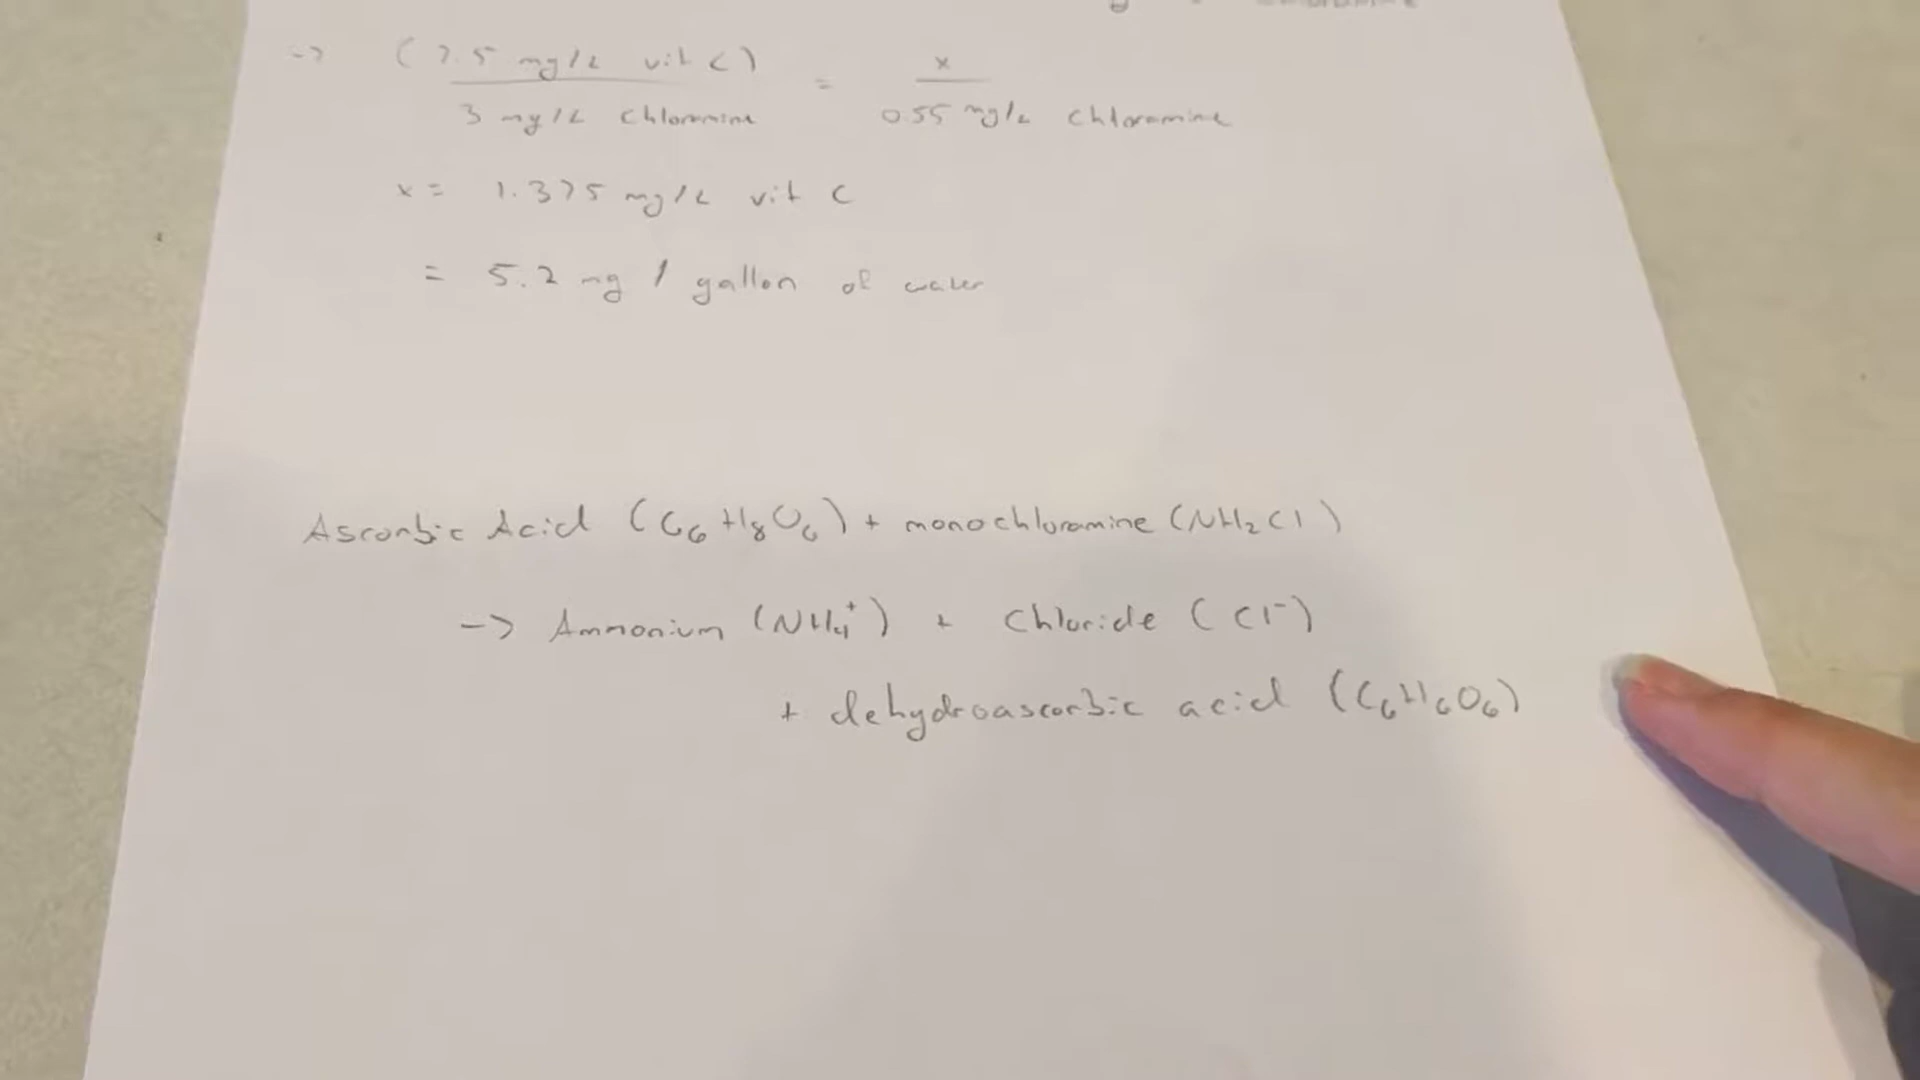 -> (7.5 mg/L vit C) / 3 mg/L chloramine = x / 0.55 mg/L chloramine
x = 1.375 mg/L vit C
= 5.2 mg / gallon of water
Ascorbic Acid (C6H8O6) + monochloramine (NH2Cl)
-> Ammonium (NH4+) + Chloride (Cl-)
+ dehydroascorbic acid (C6H6O6)